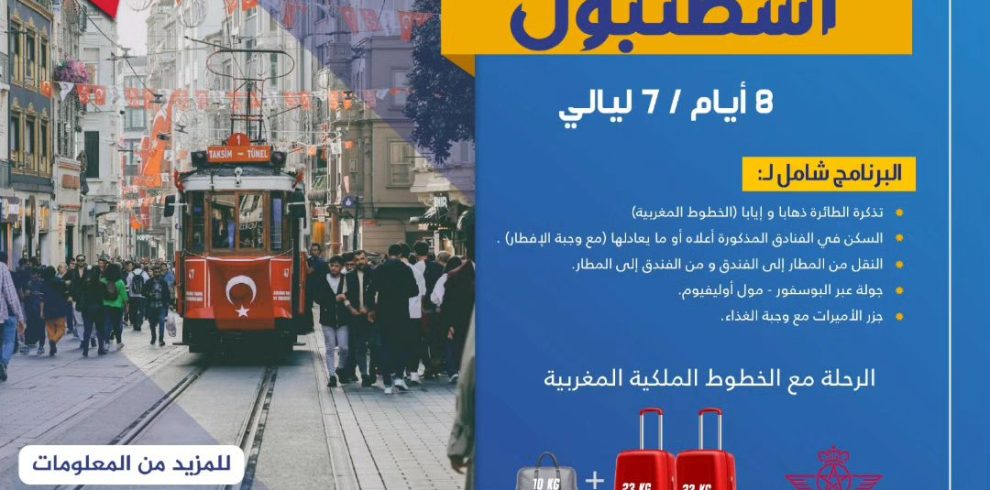 اسطنبول
8 أيام / 7 ليالي
البرنامج شامل لـ:
تذكرة الطائرة ذهابا و إيابا (الخطوط المغربية)
السكن في الفنادق المذكورة أعلاه أو ما يعادلها (مع وجبة الإفطار) .
النقل من المطار إلى الفندق و من الفندق إلى المطار.
جولة عبر البوسفور - مول أوليفيوم.
جزر الأميرات مع وجبة الغذاء.
الرحلة مع الخطوط الملكية المغربية
10 KG + 23 KG 23 KG
للمزيد من المعلومات
1
TAKSİM - TÜNEL
47